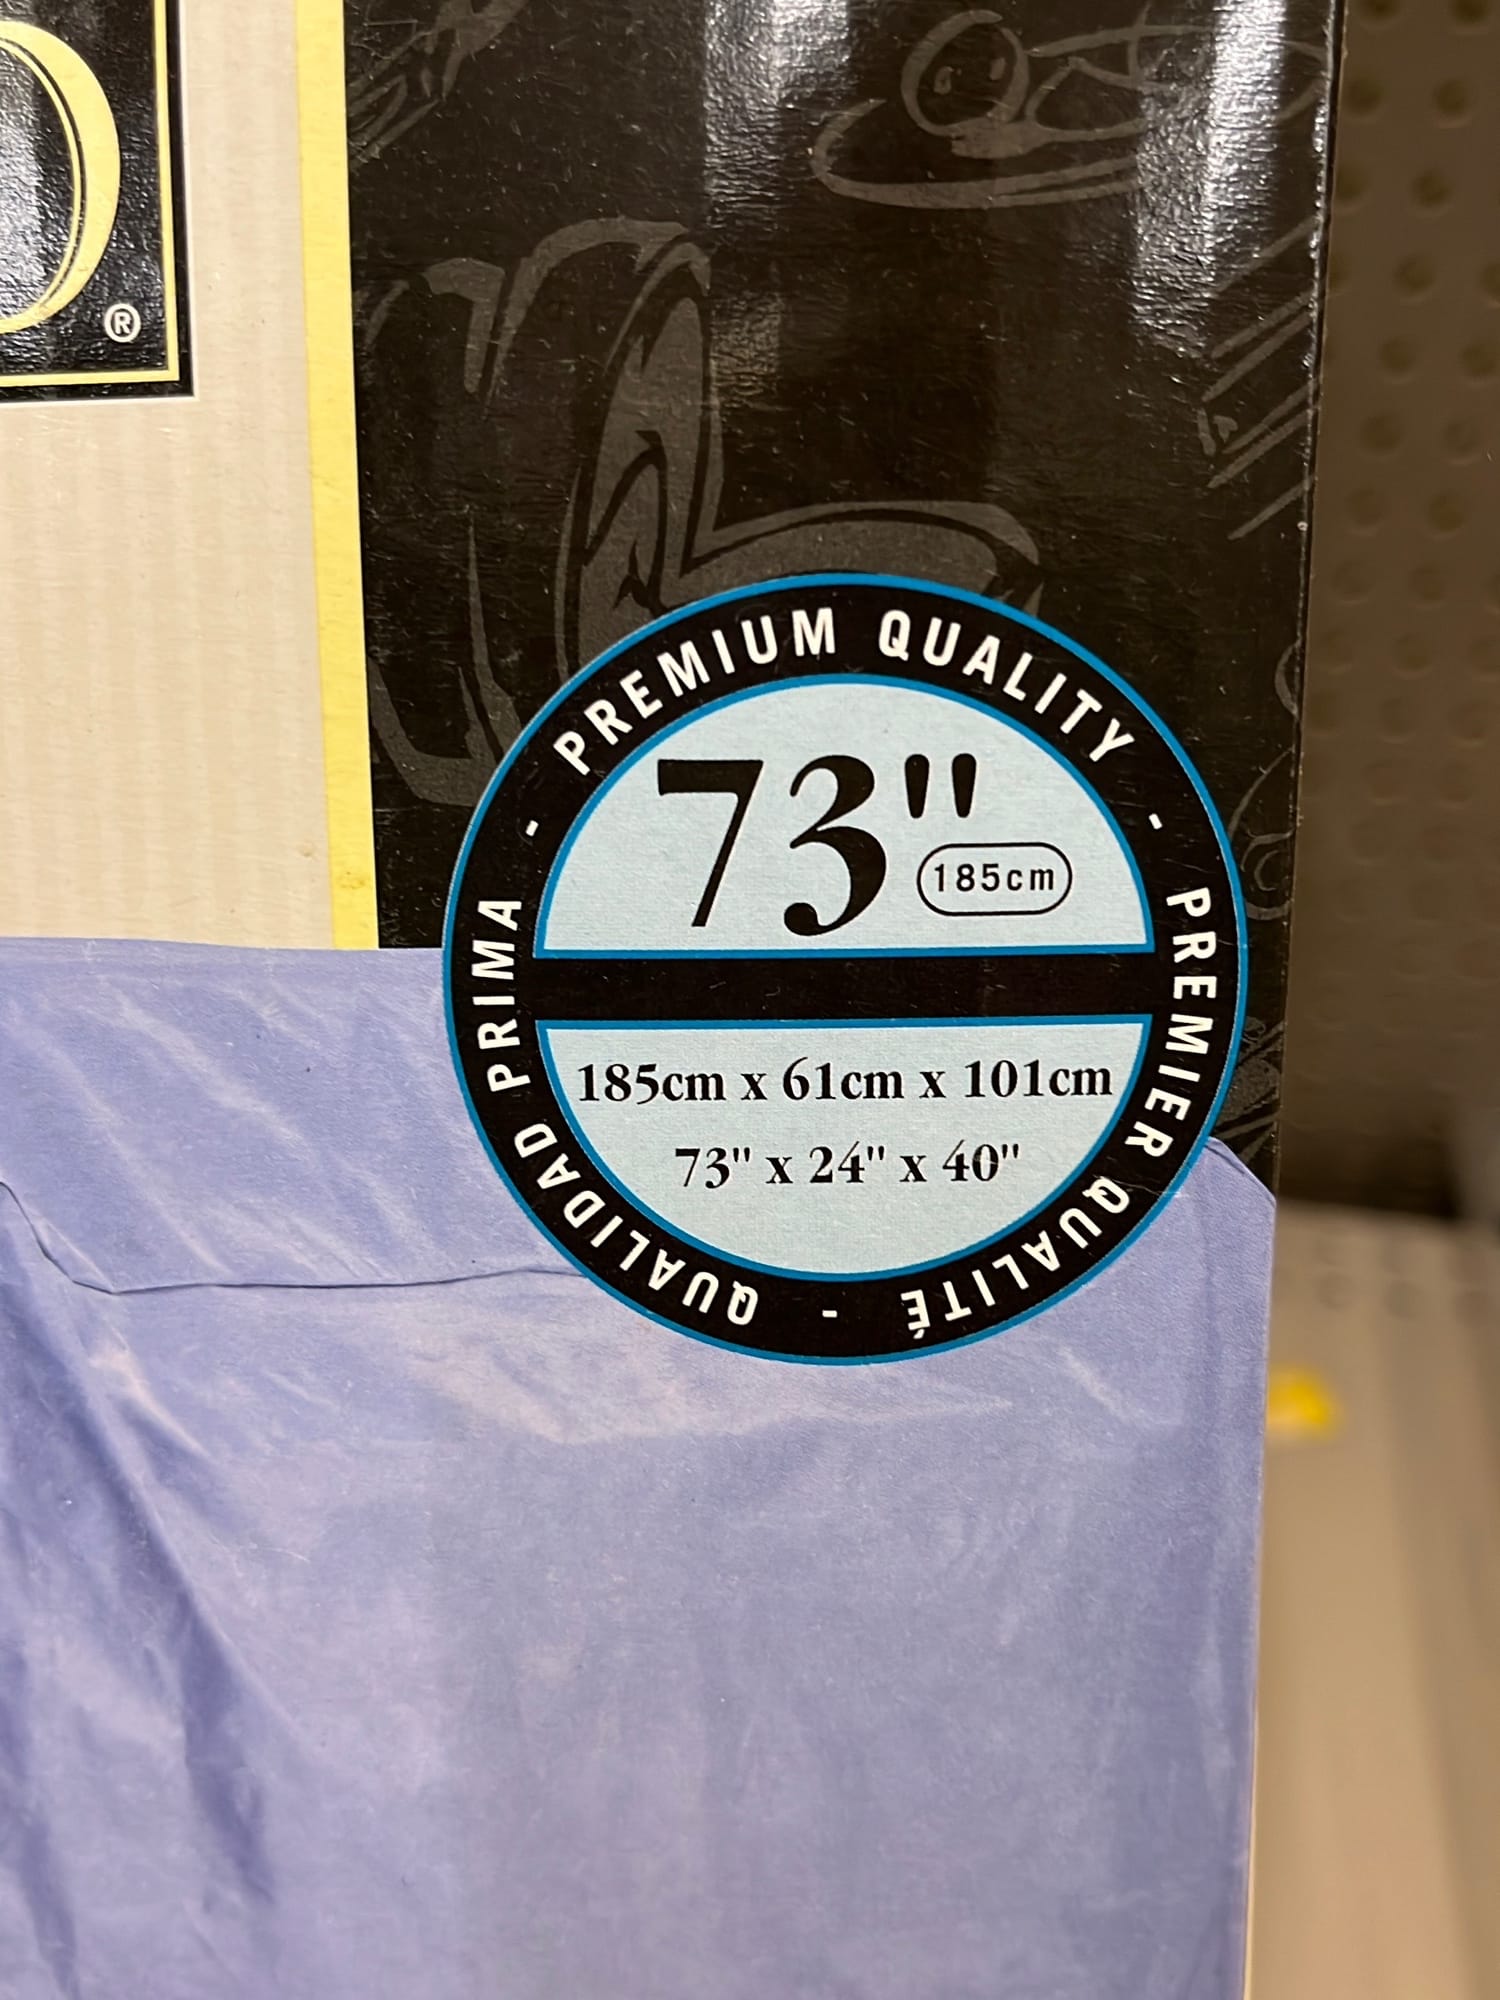 ®
PREMIUM QUALITY - PREMIER QUALITÉ - QUALIDAD PRIMA -
73"
185cm
185cm x 61cm x 101cm
73" x 24" x 40"